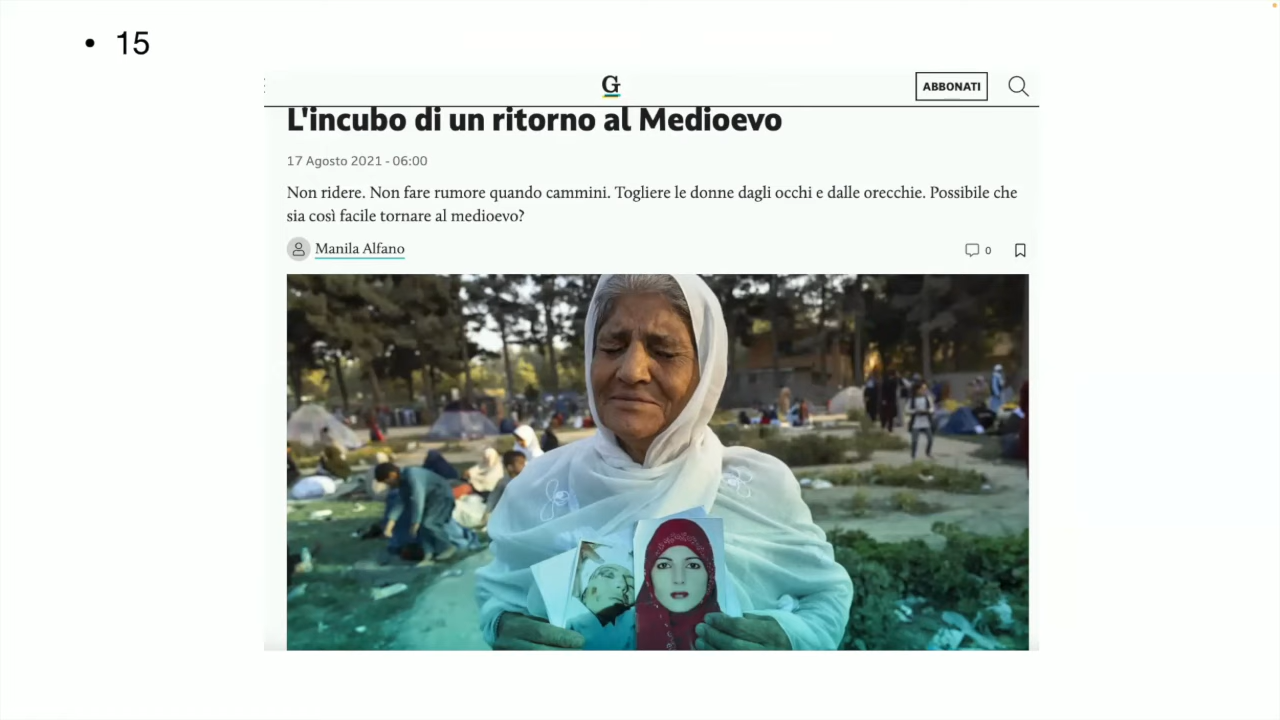 • 15
G
ABBONATI
L'incubo di un ritorno al Medioevo
17 Agosto 2021 - 06:00
Non ridere. Non fare rumore quando cammini. Togliere le donne dagli occhi e dalle orecchie. Possibile che
sia così facile tornare al medioevo?
Manila Alfano
0